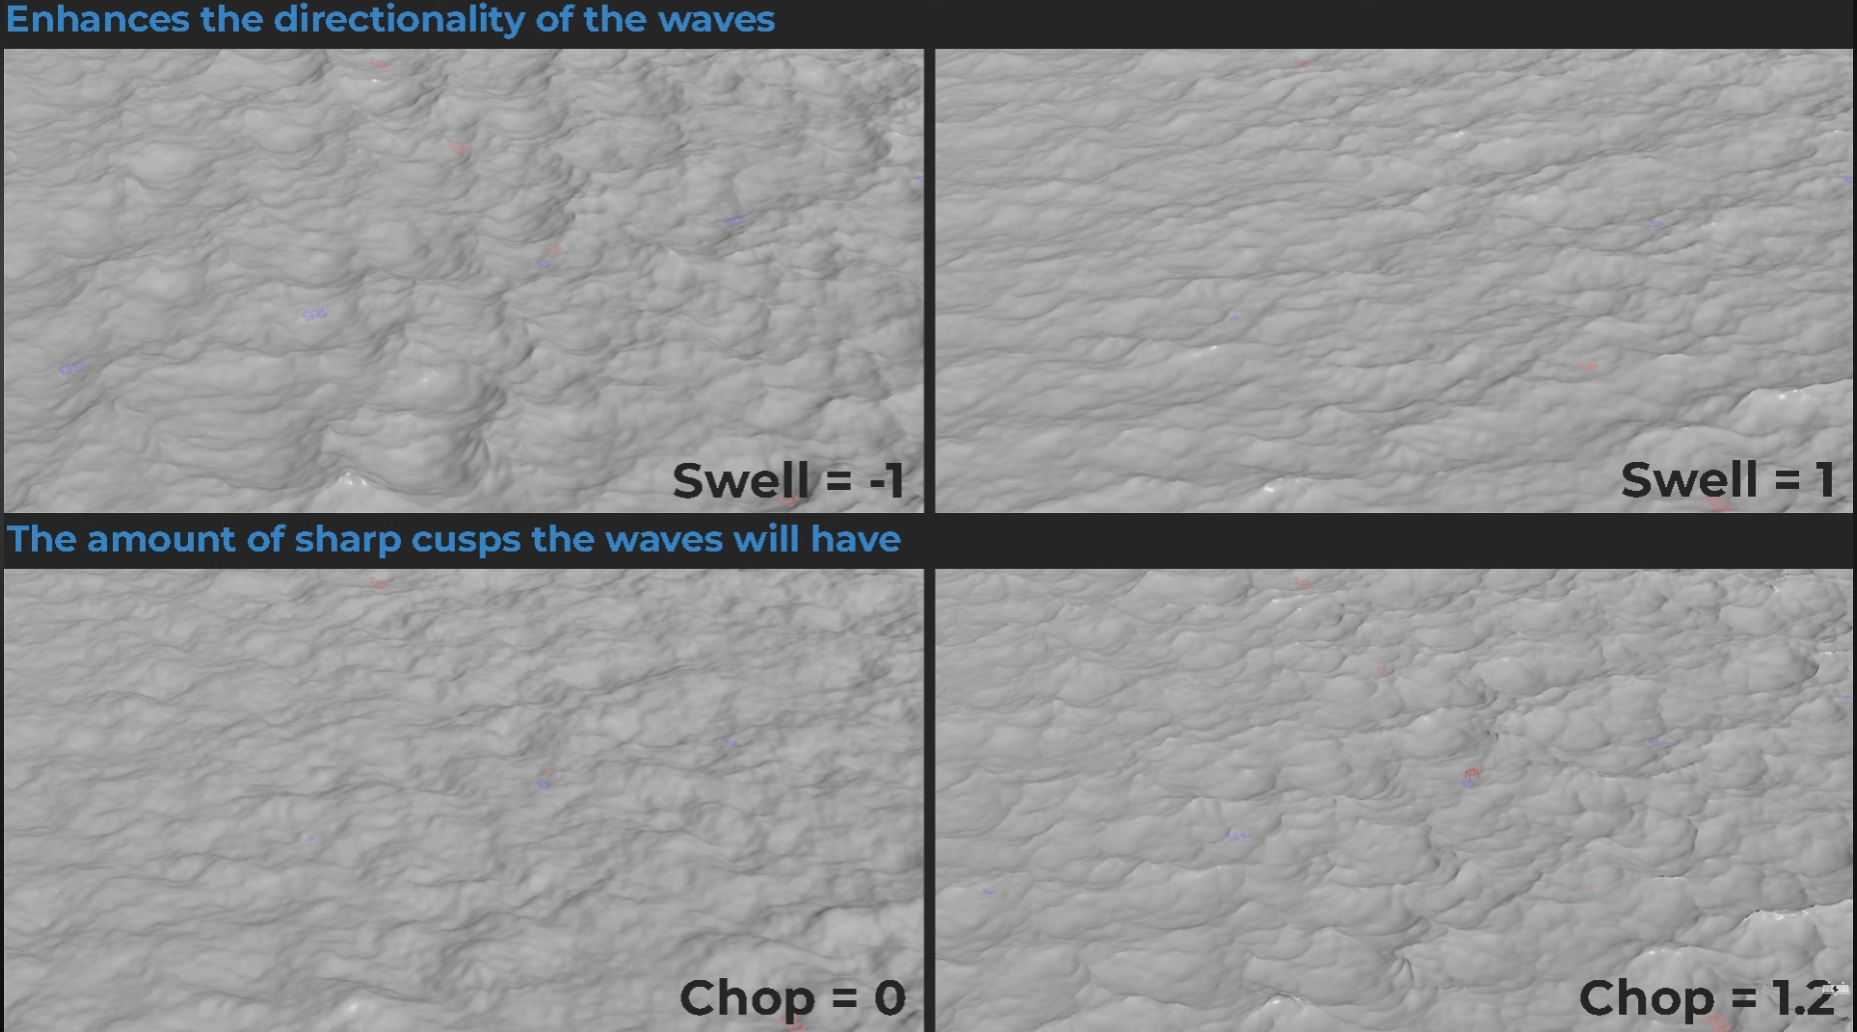 Enhances the directionality of the waves
Swell = -1
Swell = 1
The amount of sharp cusps the waves will have
Chop = 0
Chop = 1.2